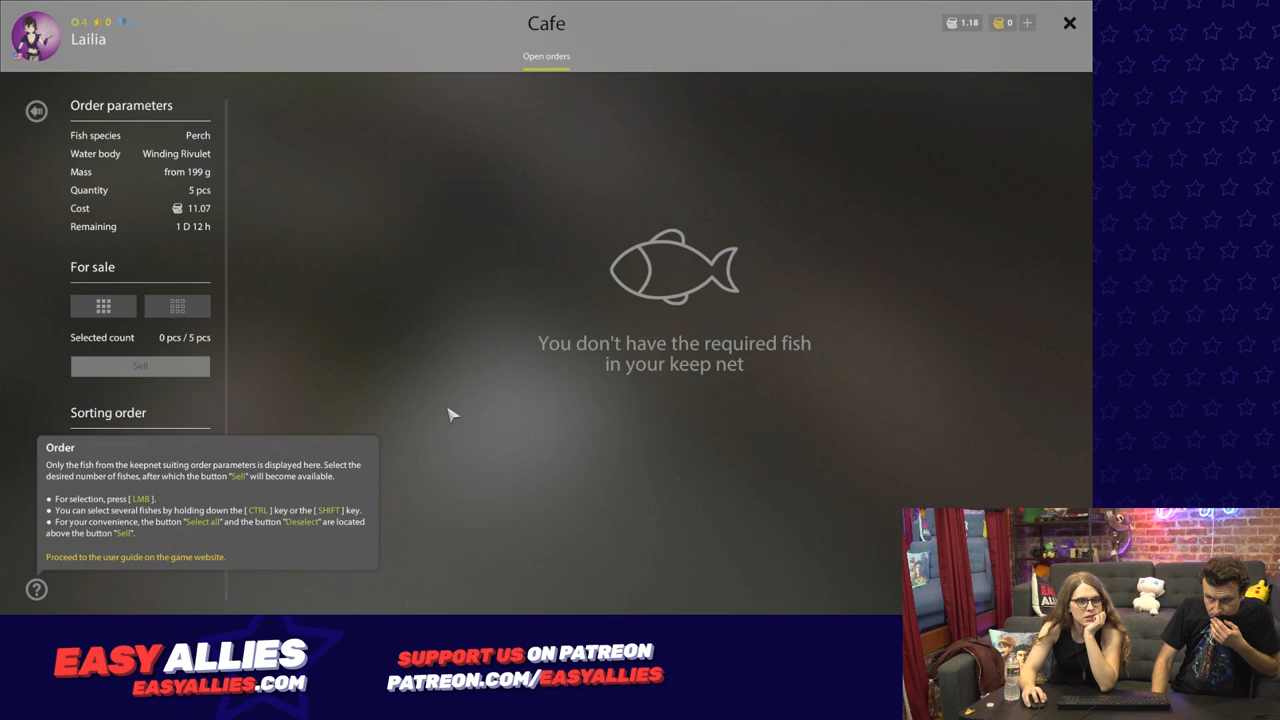 4 0 0
Lailia
Cafe
Open orders
1.18 0 +
Order parameters
Fish species Perch
Water body Winding Rivulet
Mass from 199 g
Quantity 5 pcs
Cost 11.07
Remaining 1 D 12 h
For sale
Selected count 0 pcs / 5 pcs
Sell
Sorting order
You don't have the required fish
in your keep net
Order
Only the fish from the keepnet suiting order parameters is displayed here. Select the
desired number of fishes, after which the button "Sell" will become available.
● For selection, press [ LMB ].
● You can select several fishes by holding down the [ CTRL ] key or the [ SHIFT ] key.
● For your convenience, the button "Select all" and the button "Deselect" are located
above the button "Sell".
Proceed to the user guide on the game website.
?
EASY ALLIES
EASYALLIES.COM
SUPPORT US ON PATREON
PATREON.COM/EASYALLIES